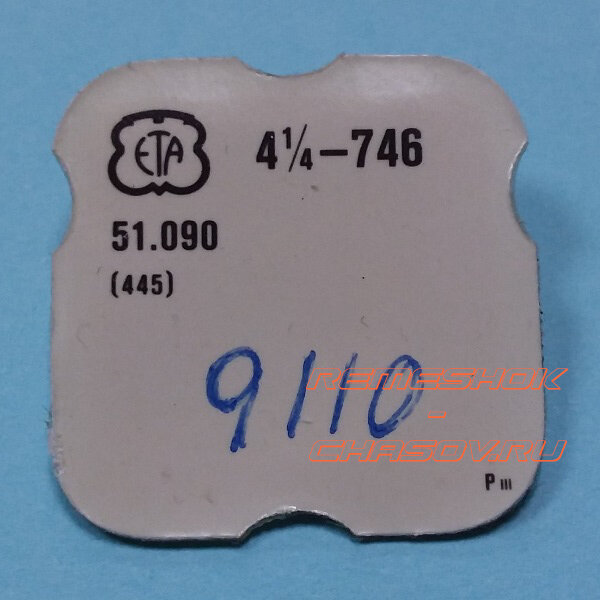 ETA 4¼-746
51.090
(445)
9110
REMESHOK
-
CHASOV.RU
P III